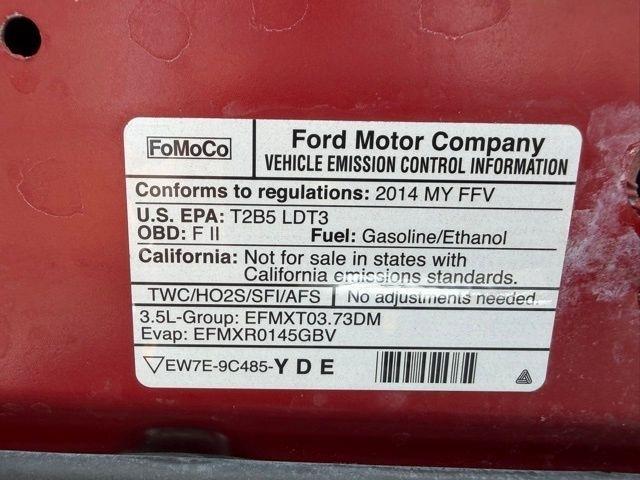 FoMoCo
Ford Motor Company
VEHICLE EMISSION CONTROL INFORMATION
Conforms to regulations: 2014 MY FFV
U.S. EPA: T2B5 LDT3
OBD: F II Fuel: Gasoline/Ethanol
California: Not for sale in states with
California emissions standards.
TWC/HO2S/SFI/AFS No adjustments needed.
3.5L-Group: EFMXT03.73DM
Evap: EFMXR0145GBV
EW7E-9C485-YDE